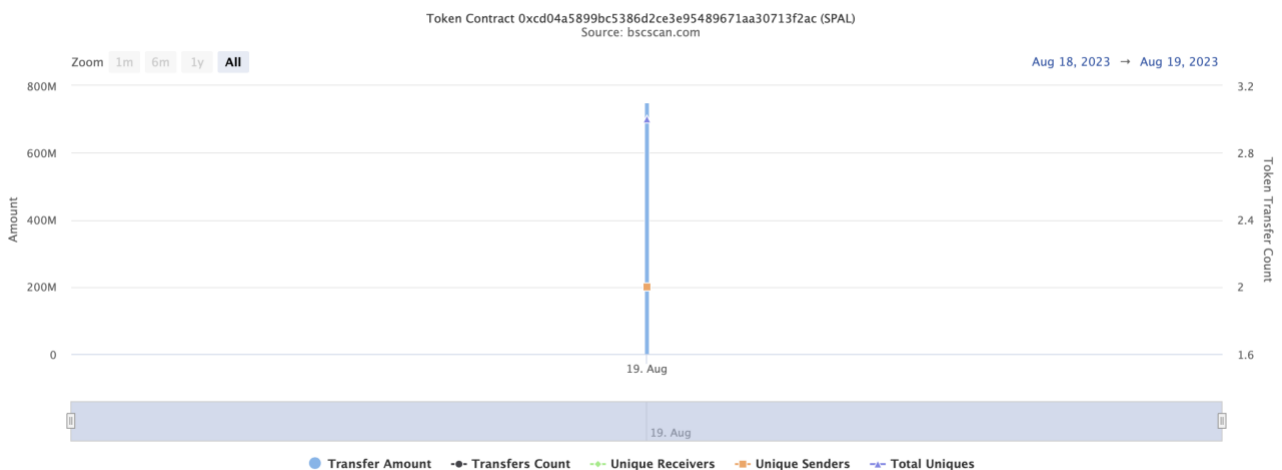 Token Contract 0xcd04a5899bc5386d2ce3e95489671aa30713f2ac (SPAL)
Source: bscscan.com
Zoom 1m 6m 1y All Aug 18, 2023 → Aug 19, 2023
800M 3.2
600M 2.8
400M 2.4
200M 2
0 1.6
Amount
Token Transfer Count
19. Aug
19. Aug
Transfer Amount Transfers Count Unique Receivers Unique Senders Total Uniques